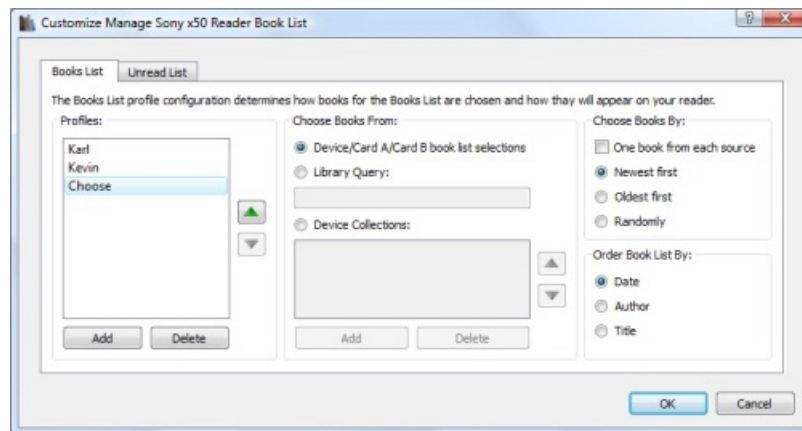 Customize Manage Sony x50 Reader Book List
Books List
Unread List
The Books List profile configuration determines how books for the Books List are chosen and how thay will appear on your reader.
Profiles:
Karl
Kevin
Choose
Add
Delete
Choose Books From:
Device/Card A/Card B book list selections
Library Query:
Device Collections:
Add
Delete
Choose Books By:
One book from each source
Newest first
Oldest first
Randomly
Order Book List By:
Date
Author
Title
OK
Cancel